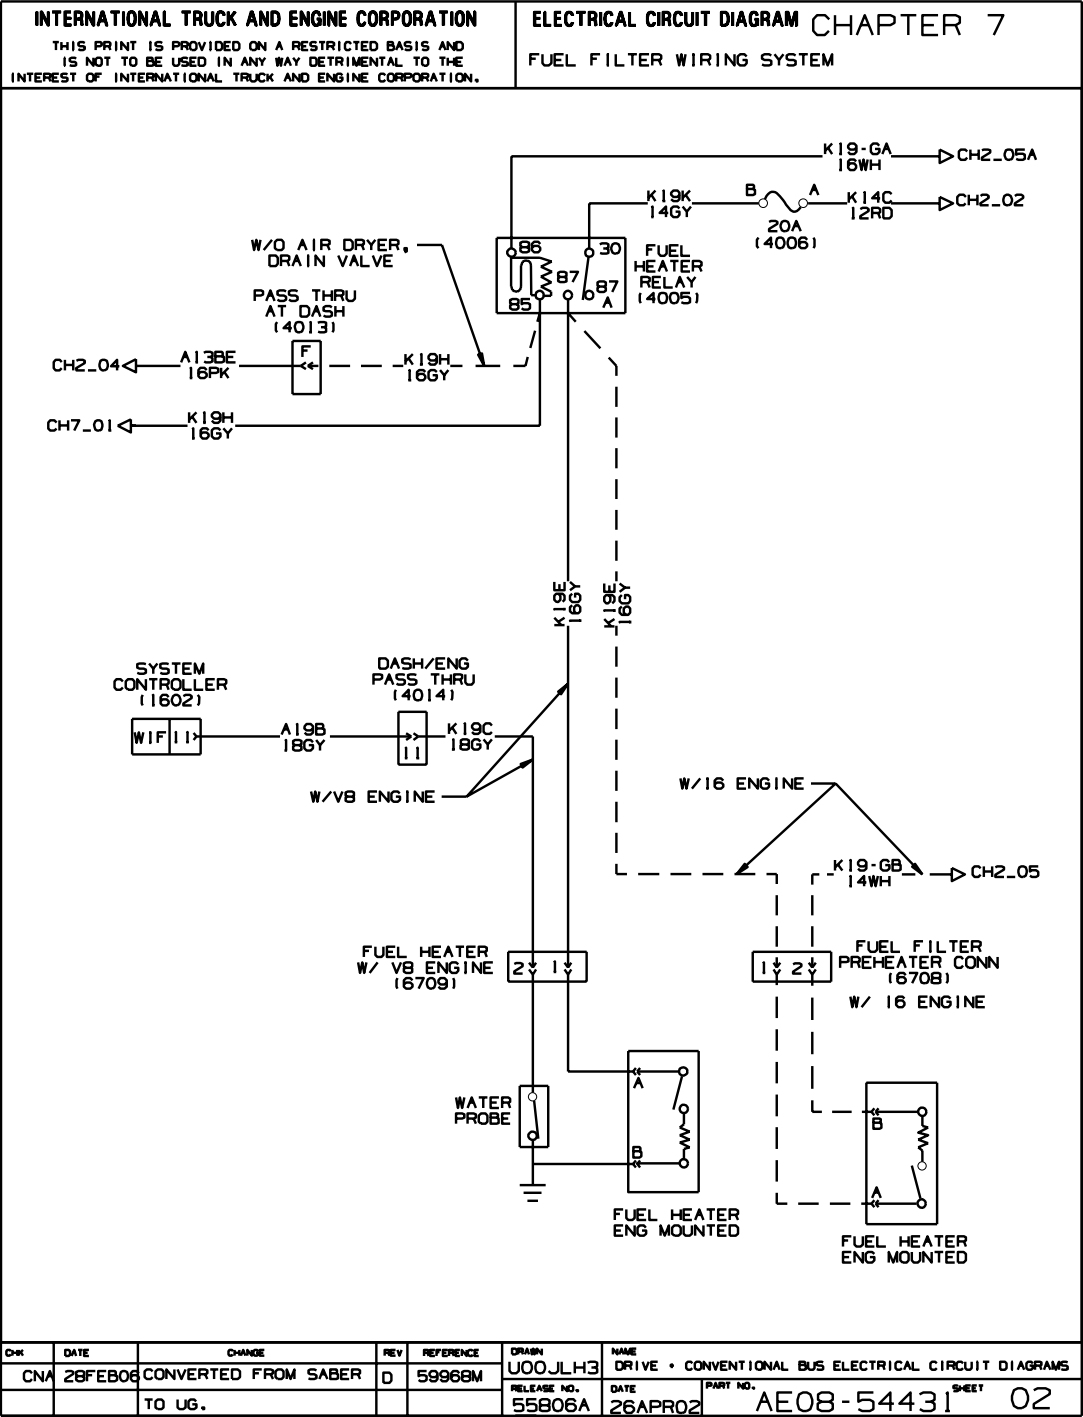 INTERNATIONAL TRUCK AND ENGINE CORPORATION
THIS PRINT IS PROVIDED ON A RESTRICTED BASIS AND
IS NOT TO BE USED IN ANY WAY DETRIMENTAL TO THE
INTEREST OF INTERNATIONAL TRUCK AND ENGINE CORPORATION.
ELECTRICAL CIRCUIT DIAGRAM CHAPTER 7
FUEL FILTER WIRING SYSTEM
K19-GA
16WH
CH2_05A
K19K
14GY
B
A
K14C
12RD
CH2_02
20A
(4006)
W/O AIR DRYER,
DRAIN VALVE
86
30
87
87
A
85
FUEL
HEATER
RELAY
(4005)
PASS THRU
AT DASH
(4013)
F
CH2_04
A13BE
16PK
K19H
16GY
CH7_01
K19H
16GY
K19E
16GY
K19E
16GY
SYSTEM
CONTROLLER
(1602)
WIF 11
A19B
18GY
DASH/ENG
PASS THRU
(4014)
11
K19C
18GY
W/V8 ENGINE
W/I6 ENGINE
K19-GB
14WH
CH2_05
FUEL HEATER
W/ V8 ENGINE
(6709)
2 1
1 2
FUEL FILTER
PREHEATER CONN
(6708)
W/ I6 ENGINE
WATER
PROBE
A
B
FUEL HEATER
ENG MOUNTED
B
A
FUEL HEATER
ENG MOUNTED
CHK DATE CHANGE REV REFERENCE
CNA 28FEB06 CONVERTED FROM SABER D 59968M
TO UG.
DRAWN
U00JLH3
NAME
DRIVE • CONVENTIONAL BUS ELECTRICAL CIRCUIT DIAGRAMS
RELEASE NO.
55806A
DATE
26APR02
PART NO.
AE08-54431
SHEET
02